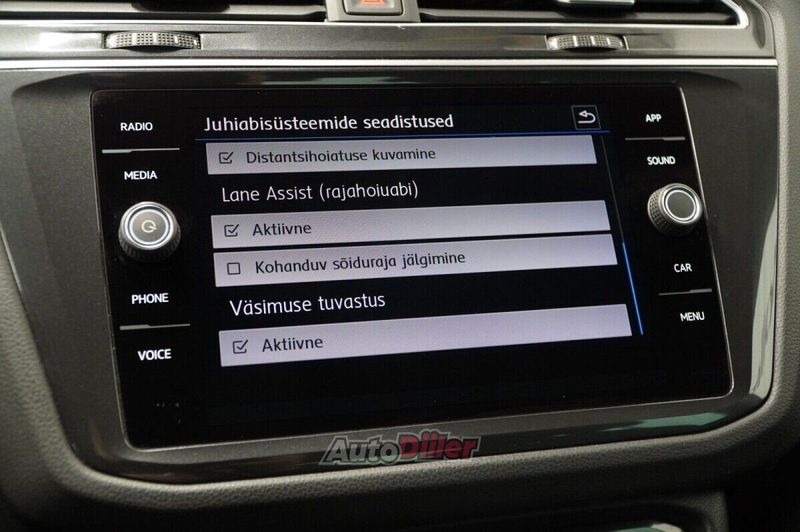 Juhiabisüsteemide seadistused
Distantsihoiatuse kuvamine
Lane Assist (rajahoiuabi)
Aktiivne
Kohanduv sõiduraja jälgimine
Väsimuse tuvastus
Aktiivne
RADIO
MEDIA
PHONE
VOICE
APP
SOUND
CAR
MENU
AutoDiiler